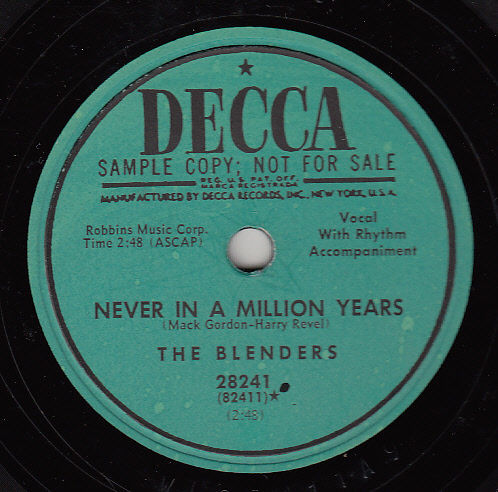 ★
DECCA
SAMPLE COPY; NOT FOR SALE
REG. U.S. PAT. OFF.
MARCA REGISTRADA
MANUFACTURED BY DECCA RECORDS, INC., NEW YORK, U.S.A.
Robbins Music Corp.
Time 2:48 (ASCAP)
Vocal
With Rhythm
Accompaniment
NEVER IN A MILLION YEARS
(Mack Gordon-Harry Revel)
THE BLENDERS
28241
(82411)★
(2:48)